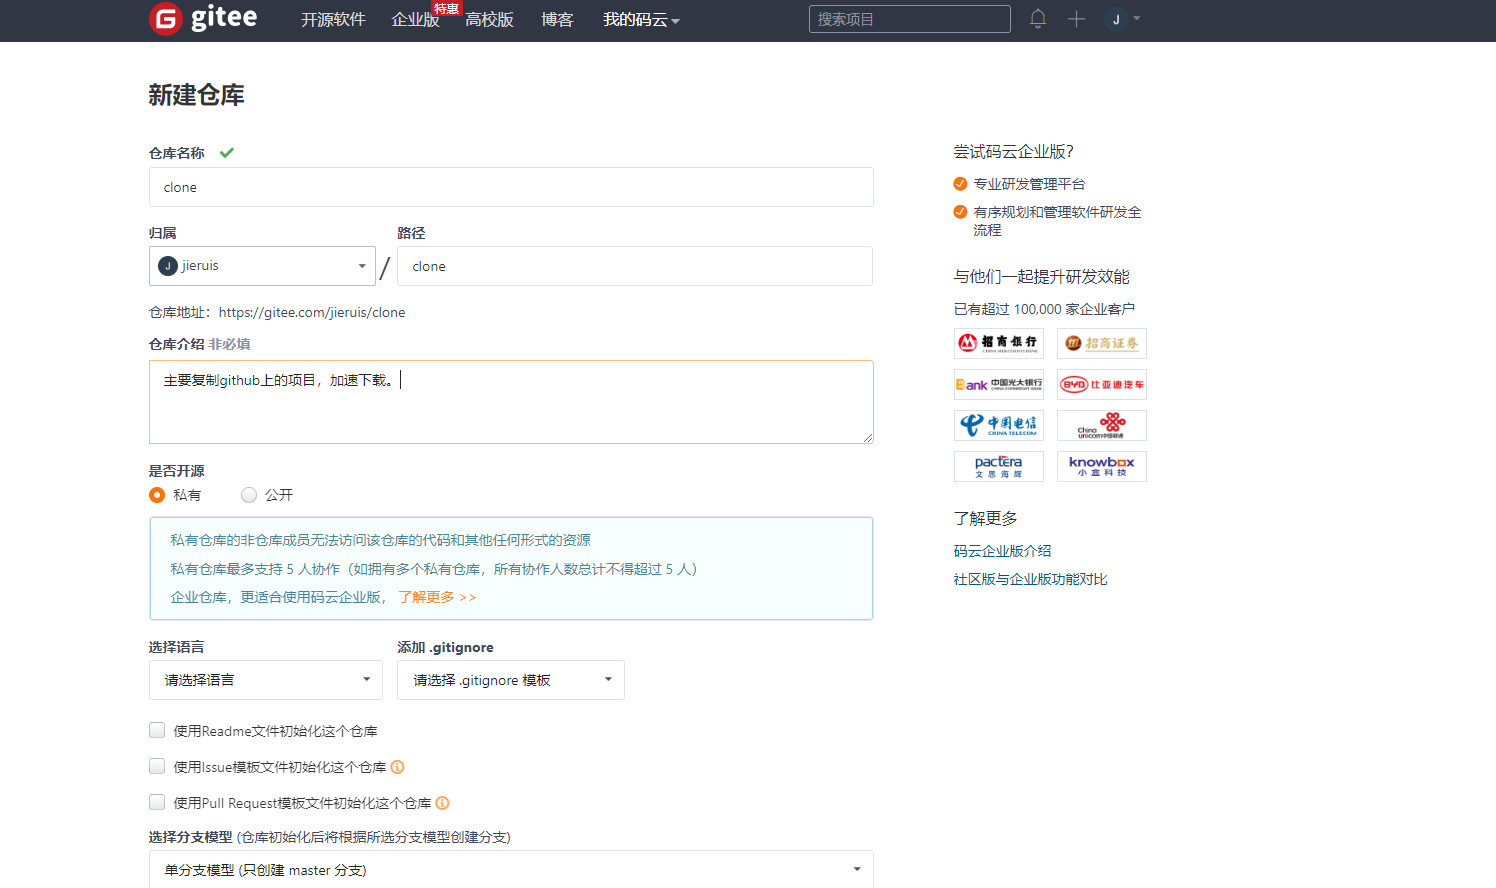 gitee
开源软件 企业版 特惠 高校版 博客 我的码云
搜索项目
J
新建仓库
仓库名称
clone
归属 路径
J jieruis / clone
仓库地址：https://gitee.com/jieruis/clone
仓库介绍 非必填
主要复制github上的项目，加速下载。
是否开源
私有 公开
私有仓库的非仓库成员无法访问该仓库的代码和其他任何形式的资源
私有仓库最多支持 5 人协作（如拥有多个私有仓库，所有协作人数总计不得超过 5 人）
企业仓库，更适合使用码云企业版， 了解更多 >>
选择语言 添加 .gitignore
请选择语言 请选择 .gitignore 模板
使用Readme文件初始化这个仓库
使用Issue模板文件初始化这个仓库
使用Pull Request模板文件初始化这个仓库
选择分支模型 (仓库初始化后将根据所选分支模型创建分支)
单分支模型 (只创建 master 分支)
尝试码云企业版？
专业研发管理平台
有序规划和管理软件研发全
流程
与他们一起提升研发效能
已有超过 100,000 家企业客户
招商银行
CHINA MERCHANTS BANK
招商证券
Bank 中国光大银行
CHINA EVERBRIGHT BANK
BYD 比亚迪汽车
中国电信
CHINA TELECOM
China
unicom中国联通
pactera
文思海辉
knowbox
小盒科技
了解更多
码云企业版介绍
社区版与企业版功能对比